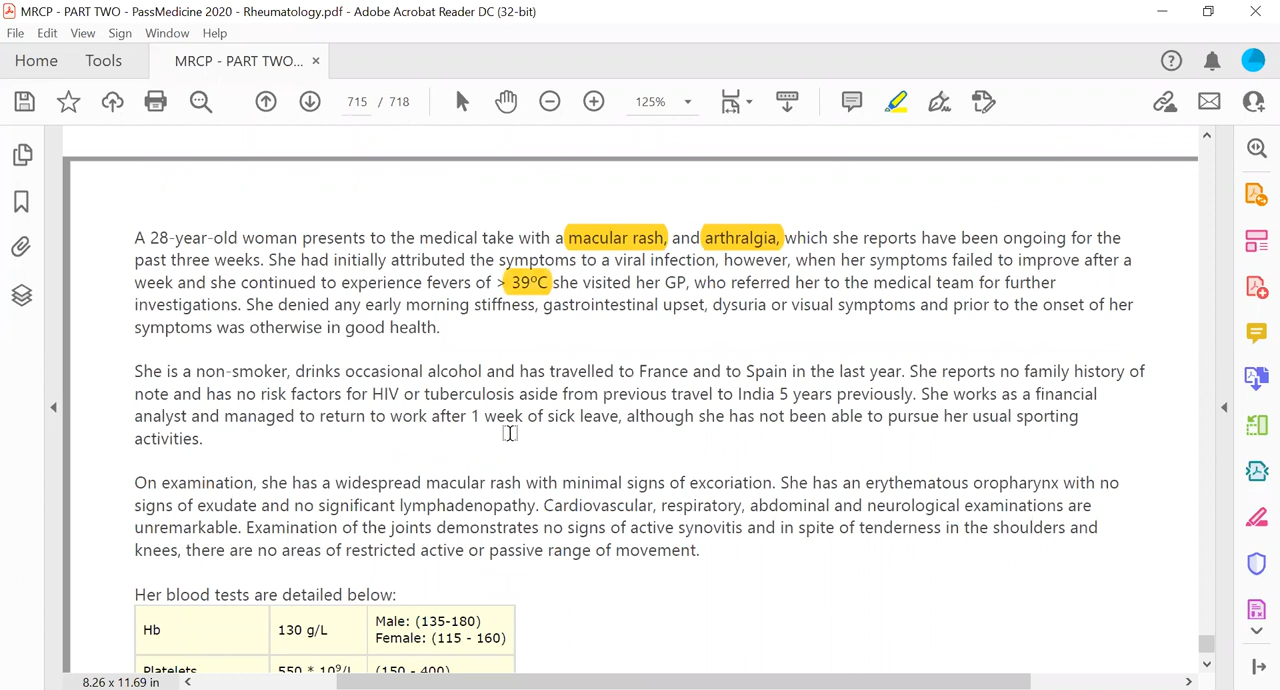 MRCP - PART TWO - PassMedicine 2020 - Rheumatology.pdf - Adobe Acrobat Reader DC (32-bit)
File Edit View Sign Window Help
Home Tools MRCP - PART TWO... ×
715 / 718 125%
A 28-year-old woman presents to the medical take with a macular rash, and arthralgia, which she reports have been ongoing for the
past three weeks. She had initially attributed the symptoms to a viral infection, however, when her symptoms failed to improve after a
week and she continued to experience fevers of > 39ºC she visited her GP, who referred her to the medical team for further
investigations. She denied any early morning stiffness, gastrointestinal upset, dysuria or visual symptoms and prior to the onset of her
symptoms was otherwise in good health.
She is a non-smoker, drinks occasional alcohol and has travelled to France and to Spain in the last year. She reports no family history of
note and has no risk factors for HIV or tuberculosis aside from previous travel to India 5 years previously. She works as a financial
analyst and managed to return to work after 1 week of sick leave, although she has not been able to pursue her usual sporting
activities.
On examination, she has a widespread macular rash with minimal signs of excoriation. She has an erythematous oropharynx with no
signs of exudate and no significant lymphadenopathy. Cardiovascular, respiratory, abdominal and neurological examinations are
unremarkable. Examination of the joints demonstrates no signs of active synovitis and in spite of tenderness in the shoulders and
knees, there are no areas of restricted active or passive range of movement.
Her blood tests are detailed below:
Hb 130 g/L Male: (135-180)
Female: (115 - 160)
Platelets 550 * 10⁹/L (150 - 400)
8.26 x 11.69 in